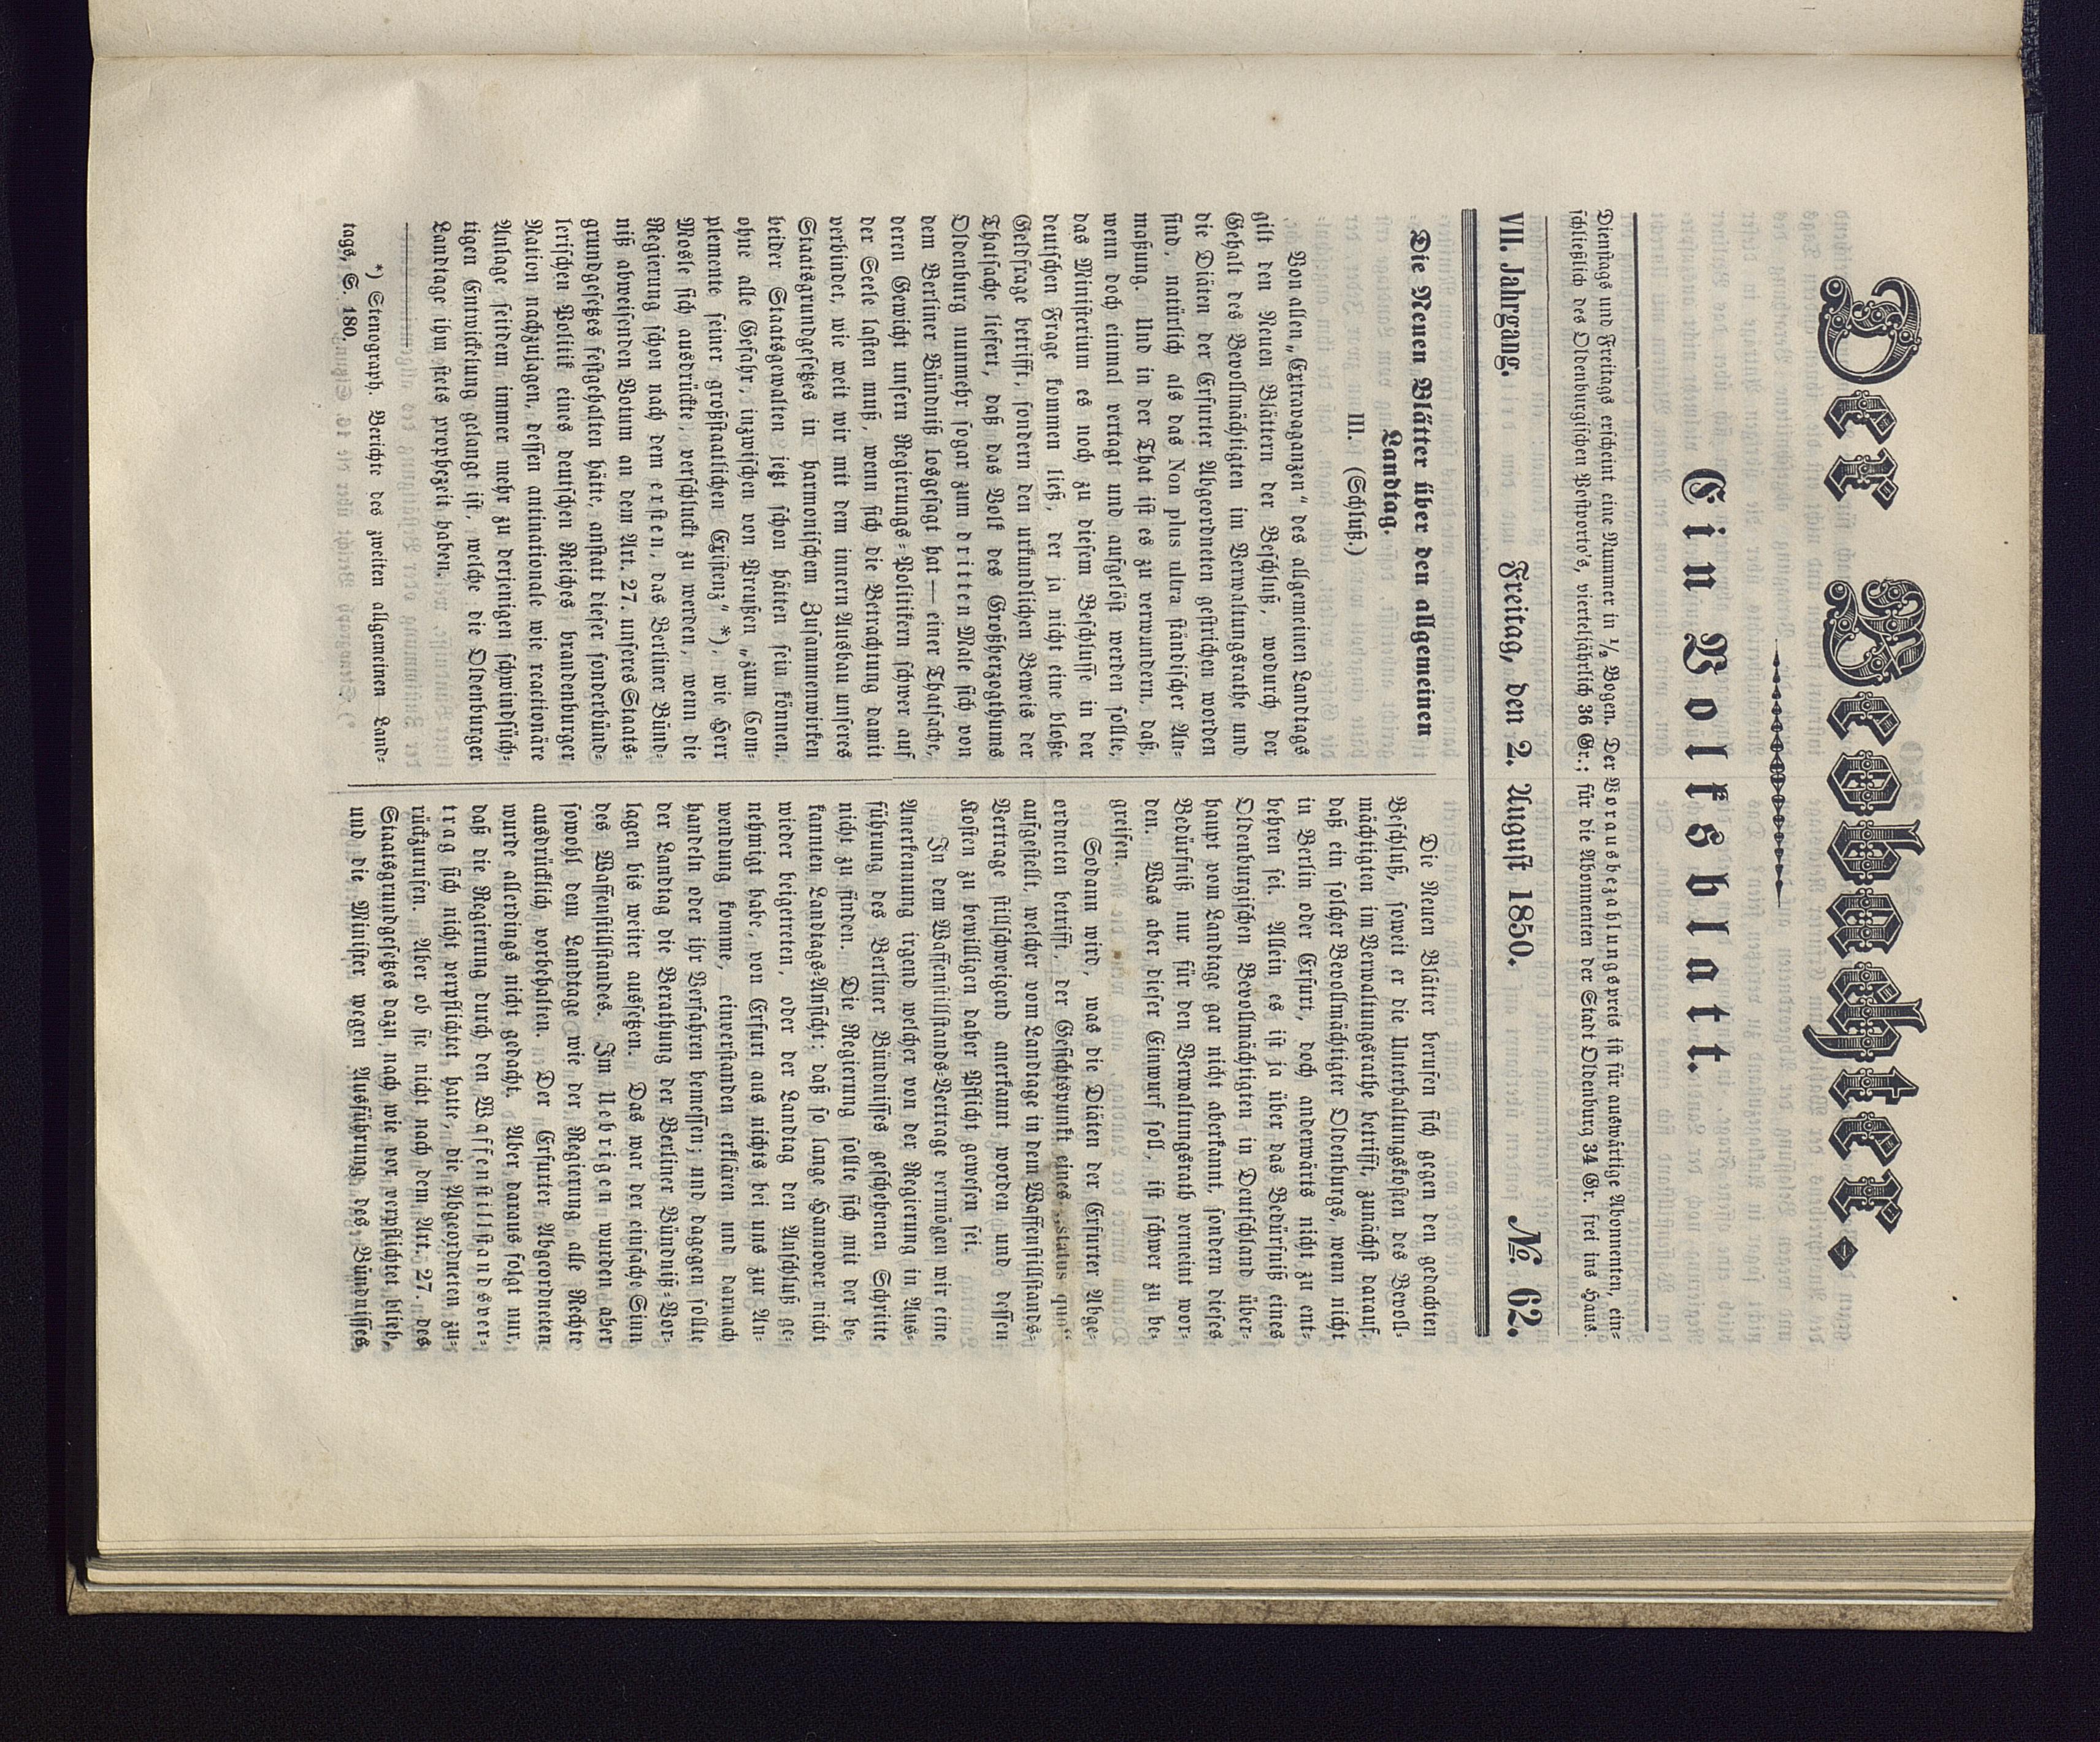 Der Beobachter.
Ein Volksblatt.
Dienstags und Freitags erscheint eine Nummer in ½ Bogen. Der Vorausbezahlungspreis ist für auswärtige Abonnenten, ein⸗
schließlich des Oldenburgischen Postporto's, vierteljährlich 36 Gr.; für die Abonnenten der Stadt Oldenburg 34 Gr. frei ins Haus.
VII. Jahrgang. Freitag, den 2. August 1850. № 62.
Die Neuen Blätter über den allgemeinen
Landtag.
III. (Schluß.)
Von allen „Extravaganzen“ des allgemeinen Landtags
gilt den Neuen Blättern der Beschluß, wodurch der
Gehalt des Bevollmächtigten im Verwaltungsrathe und
die Diäten der Erfurter Abgeordneten gestrichen worden
sind, natürlich als das Non plus ultra ständischer An⸗
maßung. Und in der That ist es zu verwundern, daß,
wenn doch einmal vertagt und aufgelöst werden sollte,
das Ministerium es noch zu diesem Beschlusse in der
deutschen Frage kommen ließ, der ja nicht eine bloße
Geldfrage betrifft, sondern den urkundlichen Beweis der
Thatsache liefert, daß das Volk des Großherzogthums
Oldenburg nunmehr sogar zum dritten Male sich von
dem Berliner Bündniß losgesagt hat — einer Thatsache,
deren Gewicht unsern Regierungs⸗Politikern schwer auf
der Seele lasten muß, wenn sich die Betrachtung damit
verbindet, wie weit wir mit dem innern Ausbau unseres
Staatsgrundgesetzes in harmonischem Zusammenwirken
beider Staatsgewalten jetzt schon hätten sein können,
ohne alle Gefahr, inzwischen von Preußen „zum Com⸗
plemente seiner großstaatlichen Existenz“ *), wie Herr
Mosle sich ausdrückte, verschluckt zu werden, wenn die
Regierung schon nach dem ersten, das Berliner Bünd⸗
niß abweisenden Votum an dem Art. 27. unseres Staats⸗
grundgesetzes festgehalten hätte, anstatt dieser sonderbünd⸗
lerischen Politik eines deutschen Reiches brandenburger
Nation nachzujagen, dessen antinationale wie reactionäre
Anlage seitdem immer mehr zu derjenigen schwindsüch⸗
tigen Entwickelung gelangt ist, welche die Oldenburger
Landtage ihm stets prophezeit haben.
*) Stenograph. Berichte des zweiten allgemeinen Land⸗
tags, S. 180.
Die Neuen Blätter berufen sich gegen den gedachten
Beschluß, soweit er die Unterhaltungskosten des Bevoll⸗
mächtigten im Verwaltungsrathe betrifft, zunächst darauf,
daß ein solcher Bevollmächtigter Oldenburgs, wenn nicht
in Berlin oder Erfurt, doch anderwärts nicht zu ent⸗
behren sei. Allein es ist ja über das Bedürfniß eines
Oldenburgischen Bevollmächtigten in Deutschland über⸗
haupt vom Landtage gar nicht aberkannt, sondern dieses
Bedürfniß nur für den Verwaltungsrath verneint wor⸗
den. Was aber dieser Einwurf soll, ist schwer zu be⸗
greifen.
Sodann wird, was die Diäten der Erfurter Abge⸗
ordneten betrifft, der Gesichtspunkt eines „status quo“
aufgestellt, welcher vom Landtage in dem Waffenstillstands⸗
Vertrage stillschweigend anerkannt worden und dessen
Kosten zu bewilligen daher Pflicht gewesen sei.
In dem Waffenstillstands⸗Vertrage vermögen wir eine
Anerkennung irgend welcher von der Regierung in Aus⸗
führung des Berliner Bündnisses geschehenen Schritte
nicht zu finden. Die Regierung sollte sich mit der be⸗
kannten Landtags⸗Ansicht: daß so lange Hannover nicht
wieder beigetreten, oder der Landtag den Anschluß ge⸗
nehmigt habe, von Erfurt aus nichts bei uns zur An⸗
wendung komme, einverstanden erklären und darnach
handeln oder ihr Verfahren bemessen; und dagegen sollte
der Landtag die Berathung der Berliner Bündniß⸗Vor⸗
lagen bis weiter aussetzen. Das war der einfache Sinn
des Waffenstillstandes. Im Uebrigen wurden aber
sowohl dem Landtage wie der Regierung alle Rechte
ausdrücklich vorbehalten. Der Erfurter Abgeordneten
wurde allerdings nicht gedacht. Aber daraus folgt nur,
daß die Regierung durch den Waffenstillstandsver⸗
trag sich nicht verpflichtet hatte, die Abgeordneten zu⸗
rückzurufen. Aber ob sie nicht nach dem Art. 27. des
Staatsgrundgesetzes dazu nach wie vor verpflichtet blieb,
und die Minister wegen Ausführung des Bündnisses